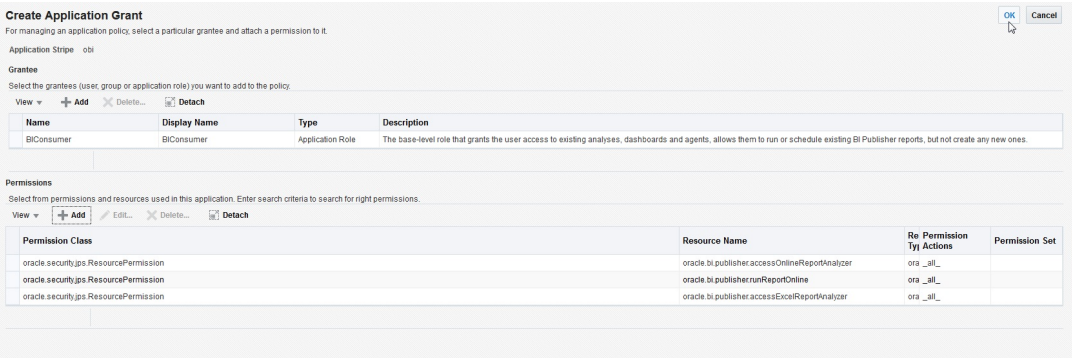 Create Application Grant
OK Cancel
For managing an application policy, select a particular grantee and attach a permission to it.
Application Stripe obi
Grantee
Select the grantees (user, group or application role) you want to add to the policy.
View Add Delete... Detach
Name Display Name Type Description
BIConsumer BIConsumer Application Role The base-level role that grants the user access to existing analyses, dashboards and agents, allows them to run or schedule existing BI Publisher reports, but not create any new ones.
Permissions
Select from permissions and resources used in this application. Enter search criteria to search for right permissions.
View Add Edit... Delete... Detach
Permission Class Resource Name Re Typ Permission Actions Permission Set
oracle.security.jps.ResourcePermission oracle.bi.publisher.accessOnlineReportAnalyzer ora _all_
oracle.security.jps.ResourcePermission oracle.bi.publisher.runReportOnline ora _all_
oracle.security.jps.ResourcePermission oracle.bi.publisher.accessExcelReportAnalyzer ora _all_